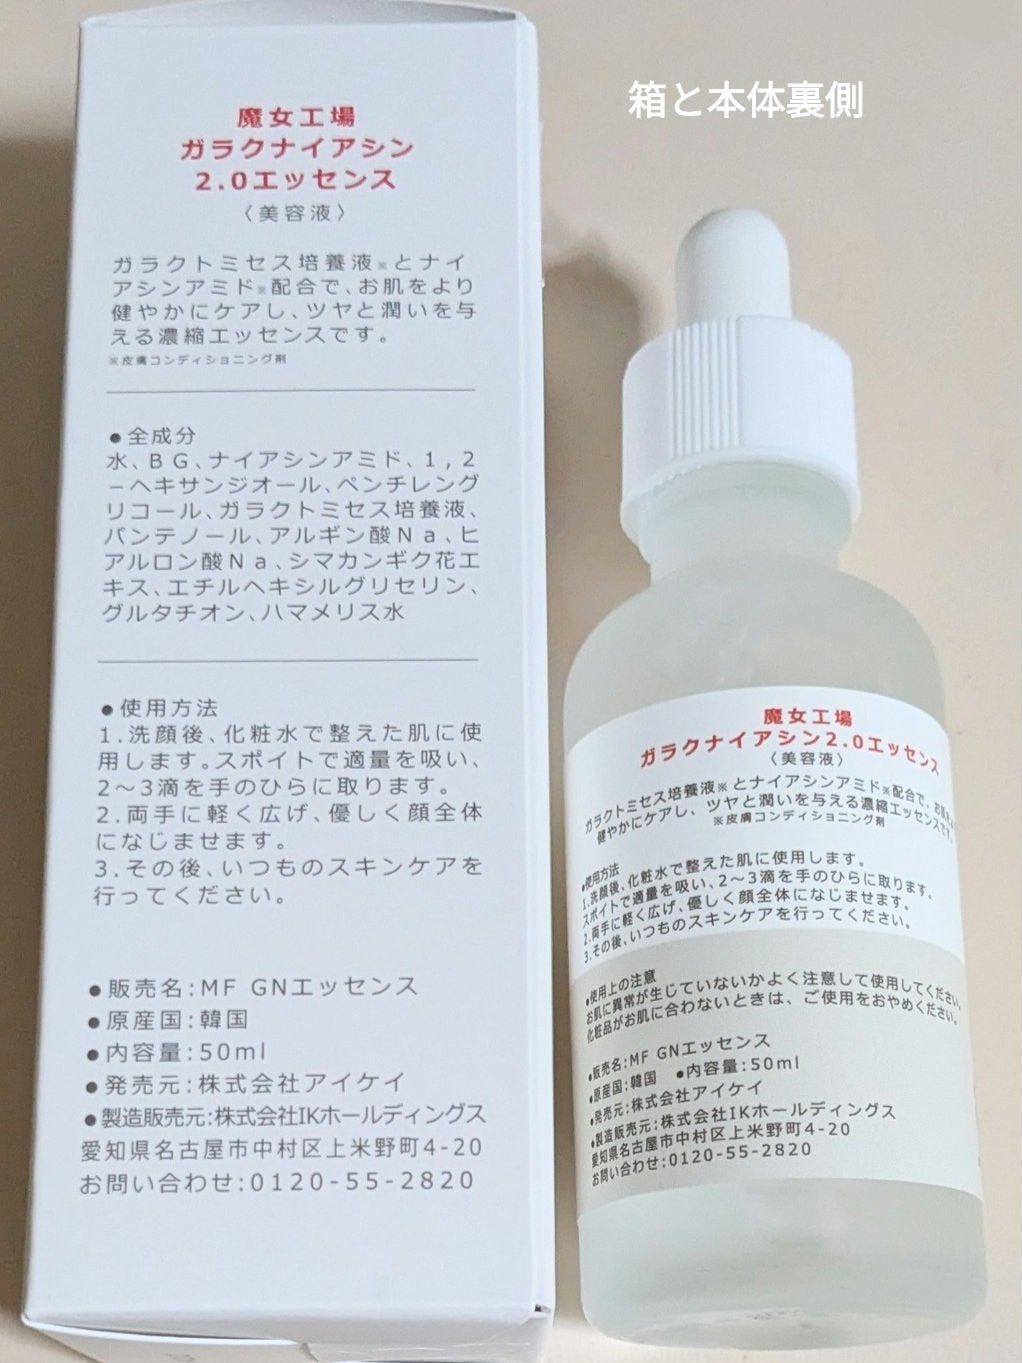 箱と本体裏側
魔女工場
ガラクナイアシン
2.0エッセンス
〈美容液〉
ガラクトミセス培養液※とナイ
アシンアミド※配合で、お肌をより
健やかにケアし、ツヤと潤いを与
える濃縮エッセンスです。
※皮膚コンディショニング剤
●全成分
水、BG、ナイアシンアミド、1,2
−ヘキサンジオール、ペンチレング
リコール、ガラクトミセス培養液、
パンテノール、アルギン酸Na、ヒ
アルロン酸Na、シマカンギク花エ
キス、エチルヘキシルグリセリン、
グルタチオン、ハマメリス水
●使用方法
1.洗顔後、化粧水で整えた肌に使
用します。スポイトで適量を吸い、
2〜3滴を手のひらに取ります。
2.両手に軽く広げ、優しく顔全体
になじませます。
3.その後、いつものスキンケアを
行ってください。
●販売名:MF GNエッセンス
●原産国:韓国
●内容量:50ml
●発売元:株式会社アイケイ
●製造販売元:株式会社IKホールディングス
愛知県名古屋市中村区上米野町4-20
お問い合わせ:0120-55-2820
魔女工場
ガラクナイアシン2.0エッセンス
〈美容液〉
ガラクトミセス培養液※とナイアシンアミド※配合で、お肌
健やかにケアし、ツヤと潤いを与える濃縮エッセンスです。
※皮膚コンディショニング剤
●使用方法
1.洗顔後、化粧水で整えた肌に使用します。
スポイトで適量を吸い、2〜3滴を手のひらに取ります。
2.両手に軽く広げ、優しく顔全体になじませます。
3.その後、いつものスキンケアを行ってください。
●使用上の注意
お肌に異常が生じていないかよく注意して使用してください。
化粧品がお肌に合わないときは、ご使用をおやめください。
●販売名:MF GNエッセンス
●原産国:韓国 ●内容量:50ml
●発売元:株式会社アイケイ
●製造販売元:株式会社IKホールディングス
愛知県名古屋市中村区上米野町4-20
お問い合わせ:0120-55-2820